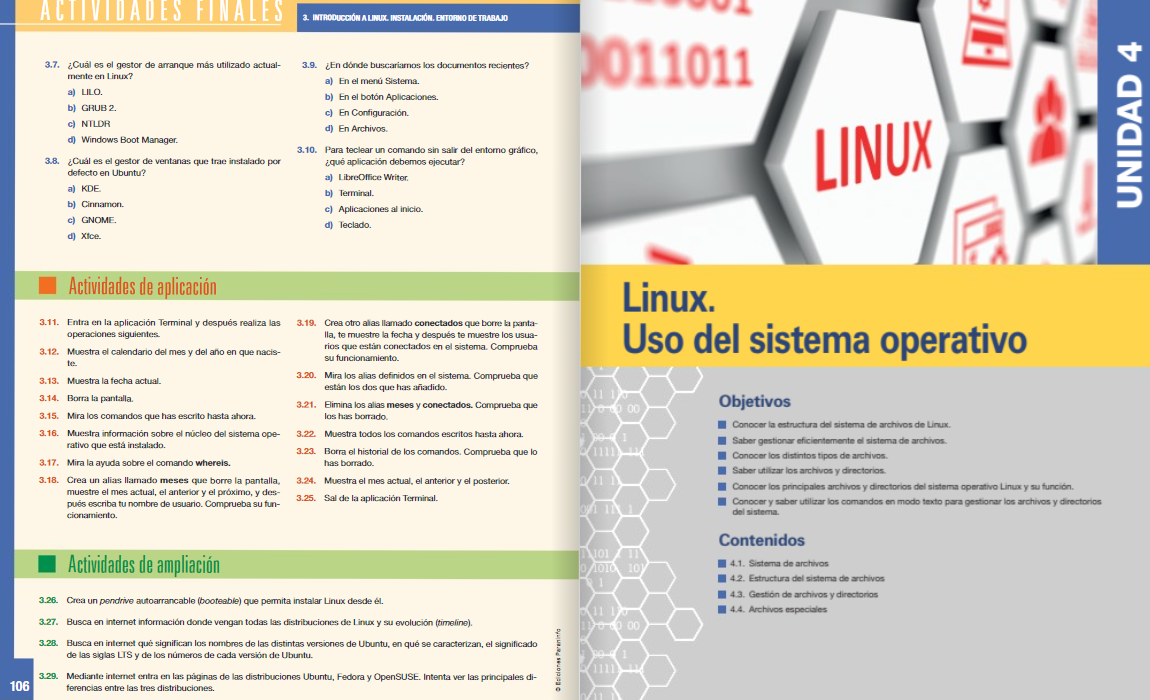 ACTIVIDADES FINALES
3. INTRODUCCIÓN A LINUX. INSTALACIÓN. ENTORNO DE TRABAJO
3.7. ¿Cuál es el gestor de arranque más utilizado actual-
mente en Linux?
a) LILO.
b) GRUB 2.
c) NTLDR
d) Windows Boot Manager.
3.8. ¿Cuál es el gestor de ventanas que trae instalado por
defecto en Ubuntu?
a) KDE.
b) Cinnamon.
c) GNOME.
d) Xfce.
3.9. ¿En dónde buscaríamos los documentos recientes?
a) En el menú Sistema.
b) En el botón Aplicaciones.
c) En Configuración.
d) En Archivos.
3.10. Para teclear un comando sin salir del entorno gráfico,
¿qué aplicación debemos ejecutar?
a) LibreOffice Writer.
b) Terminal.
c) Aplicaciones al inicio.
d) Teclado.
Actividades de aplicación
3.11. Entra en la aplicación Terminal y después realiza las
operaciones siguientes.
3.12. Muestra el calendario del mes y del año en que nacis-
te.
3.13. Muestra la fecha actual.
3.14. Borra la pantalla.
3.15. Mira los comandos que has escrito hasta ahora.
3.16. Muestra información sobre el núcleo del sistema ope-
rativo que está instalado.
3.17. Mira la ayuda sobre el comando whereis.
3.18. Crea un alias llamado meses que borre la pantalla,
muestre el mes actual, el anterior y el próximo, y des-
pués escriba tu nombre de usuario. Comprueba su fun-
cionamiento.
3.19. Crea otro alias llamado conectados que borre la panta-
lla, te muestre la fecha y después te muestre los usua-
rios que están conectados en el sistema. Comprueba
su funcionamiento.
3.20. Mira los alias definidos en el sistema. Comprueba que
están los dos que has añadido.
3.21. Elimina los alias meses y conectados. Comprueba que
los has borrado.
3.22. Muestra todos los comandos escritos hasta ahora.
3.23. Borra el historial de los comandos. Comprueba que lo
has borrado.
3.24. Muestra el mes actual, el anterior y el posterior.
3.25. Sal de la aplicación Terminal.
Actividades de ampliación
3.26. Crea un pendrive autoarrancable (booteable) que permita instalar Linux desde él.
3.27. Busca en internet información donde vengan todas las distribuciones de Linux y su evolución (timeline).
3.28. Busca en internet qué significan los nombres de las distintas versiones de Ubuntu, en qué se caracterizan, el significado
de las siglas LTS y de los números de cada versión de Ubuntu.
3.29. Mediante internet entra en las páginas de las distribuciones Ubuntu, Fedora y OpenSUSE. Intenta ver las principales di-
ferencias entre las tres distribuciones.
106
© Ediciones Paraninfo
0011011
LINUX
UNIDAD 4
Linux.
Uso del sistema operativo
Objetivos
Conocer la estructura del sistema de archivos de Linux.
Saber gestionar eficientemente el sistema de archivos.
Conocer los distintos tipos de archivos.
Saber utilizar los archivos y directorios.
Conocer los principales archivos y directorios del sistema operativo Linux y su función.
Conocer y saber utilizar los comandos en modo texto para gestionar los archivos y directorios
del sistema.
Contenidos
4.1. Sistema de archivos
4.2. Estructura del sistema de archivos
4.3. Gestión de archivos y directorios
4.4. Archivos especiales